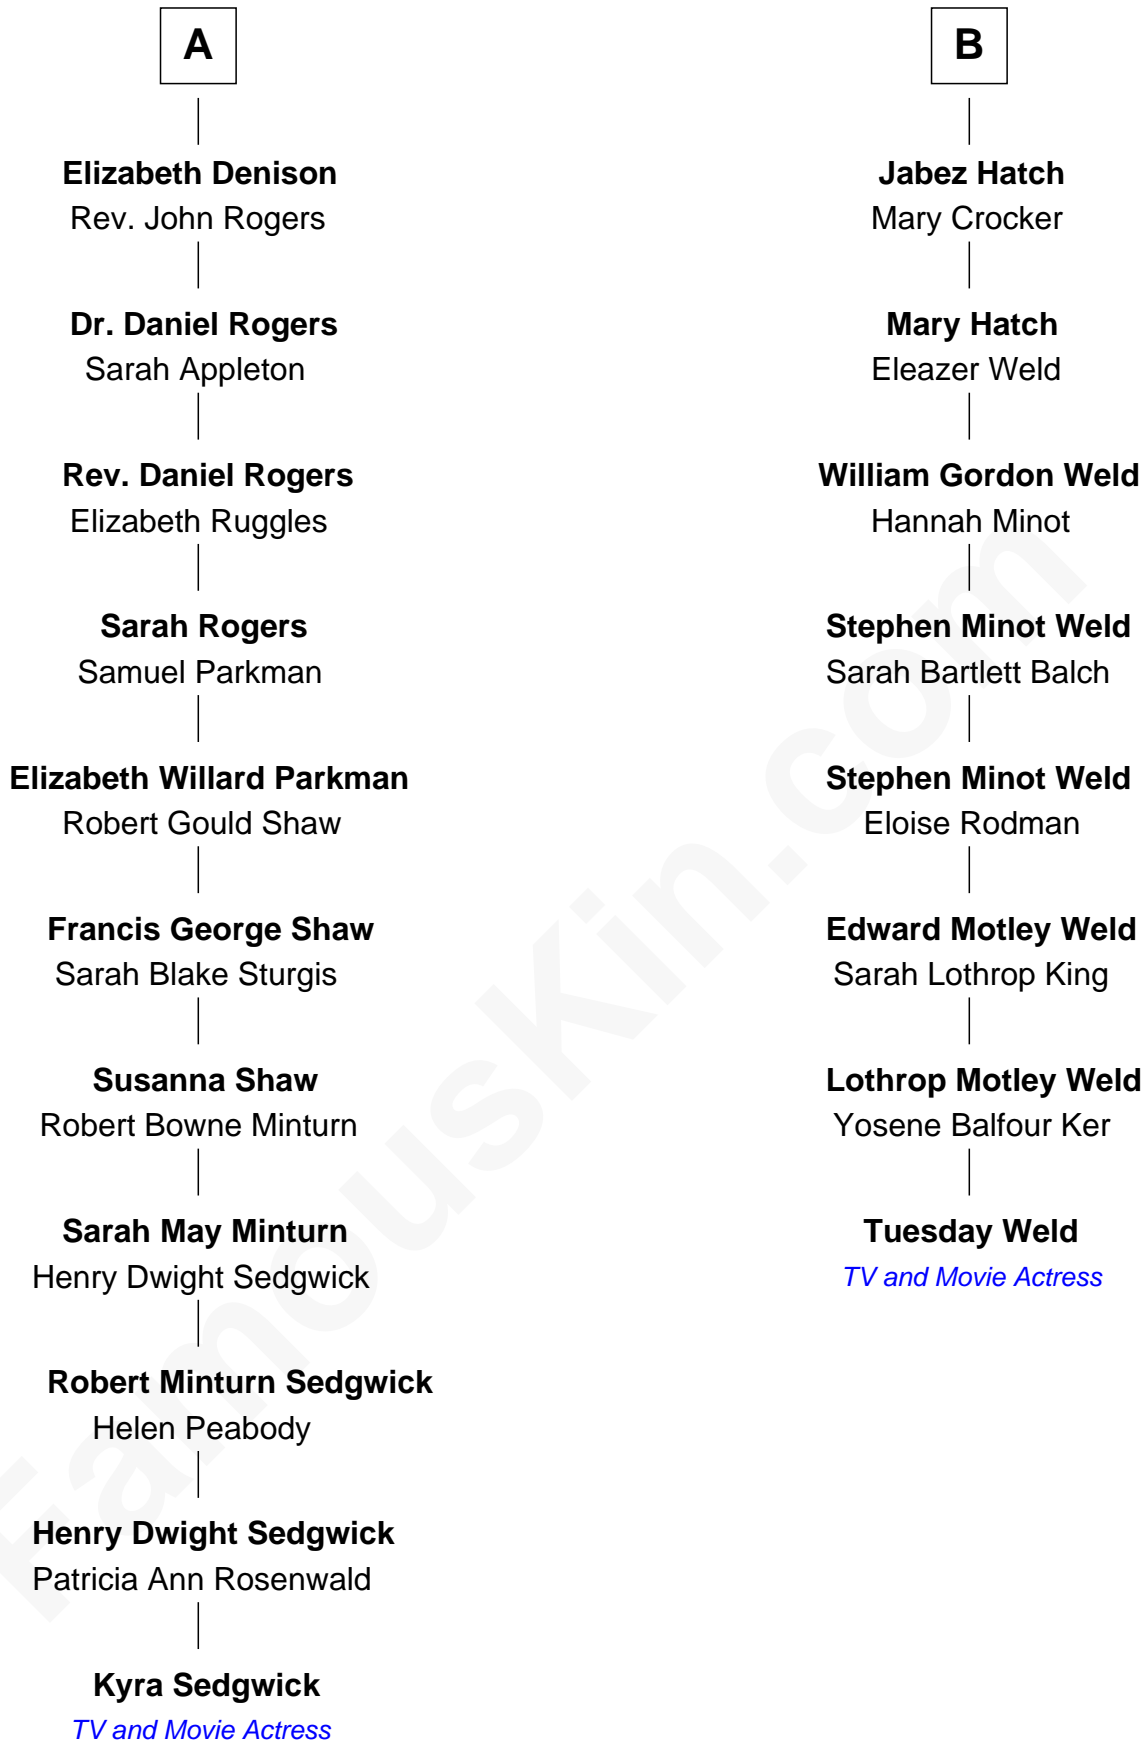 A
Elizabeth Denison
Rev. John Rogers
Dr. Daniel Rogers
Sarah Appleton
Rev. Daniel Rogers
Elizabeth Ruggles
Sarah Rogers
Samuel Parkman
Elizabeth Willard Parkman
Robert Gould Shaw
Francis George Shaw
Sarah Blake Sturgis
Susanna Shaw
Robert Bowne Minturn
Sarah May Minturn
Henry Dwight Sedgwick
Robert Minturn Sedgwick
Helen Peabody
Henry Dwight Sedgwick
Patricia Ann Rosenwald
Kyra Sedgwick
TV and Movie Actress
B
Jabez Hatch
Mary Crocker
Mary Hatch
Eleazer Weld
William Gordon Weld
Hannah Minot
Stephen Minot Weld
Sarah Bartlett Balch
Stephen Minot Weld
Eloise Rodman
Edward Motley Weld
Sarah Lothrop King
Lothrop Motley Weld
Yosene Balfour Ker
Tuesday Weld
TV and Movie Actress
FamousKin.com